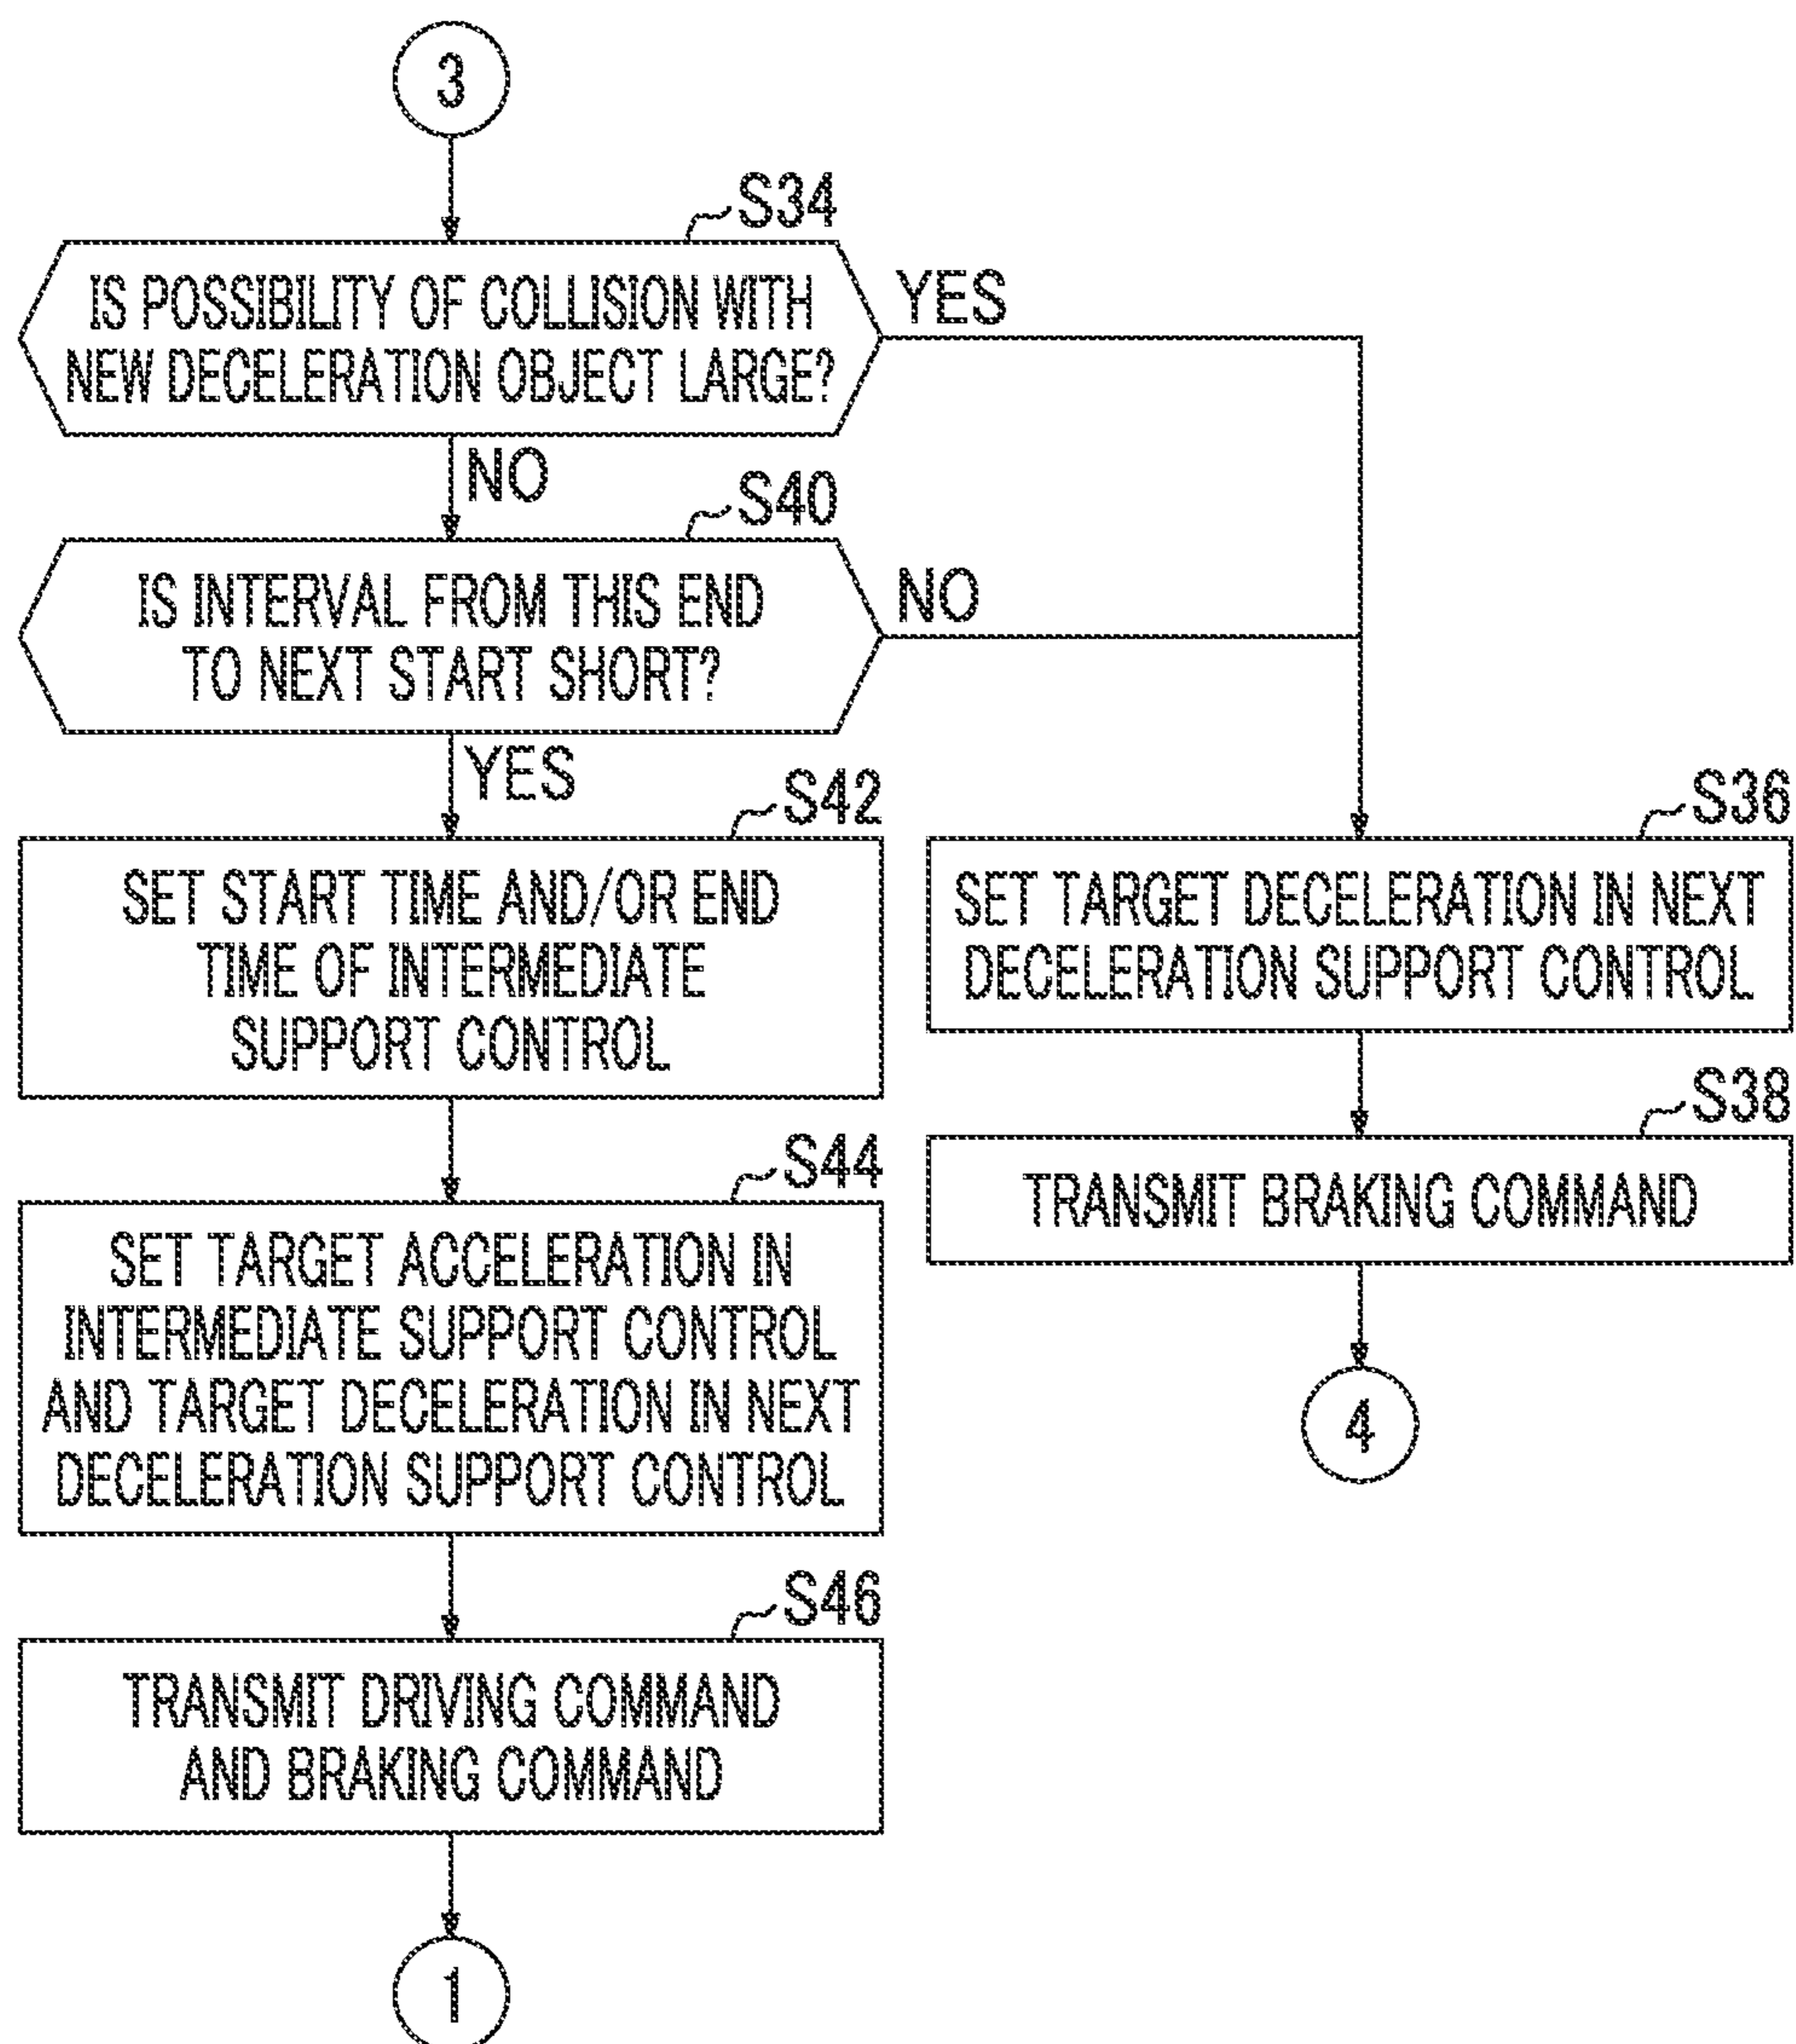 3
S34
IS POSSIBILITY OF COLLISION WITH
NEW DECELERATION OBJECT LARGE?
YES
NO
S40
IS INTERVAL FROM THIS END
TO NEXT START SHORT?
NO
YES
S42
SET START TIME AND/OR END
TIME OF INTERMEDIATE
SUPPORT CONTROL
S36
SET TARGET DECELERATION IN NEXT
DECELERATION SUPPORT CONTROL
S38
TRANSMIT BRAKING COMMAND
4
S44
SET TARGET ACCELERATION IN
INTERMEDIATE SUPPORT CONTROL
AND TARGET DECELERATION IN NEXT
DECELERATION SUPPORT CONTROL
S46
TRANSMIT DRIVING COMMAND
AND BRAKING COMMAND
1